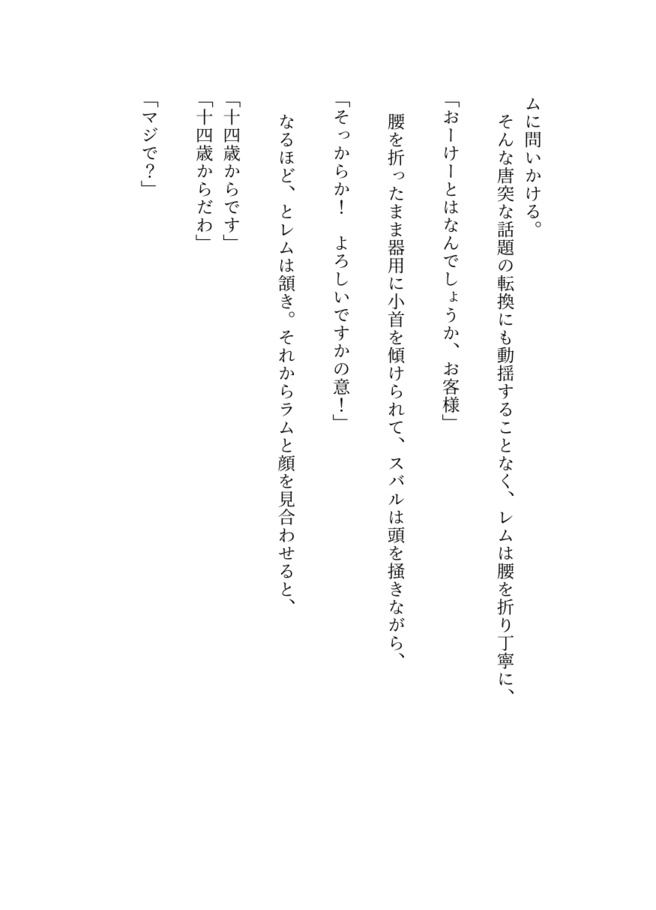 ムに問いかける。
　そんな唐突な話題の転換にも動揺することなく、レムは腰を折り丁寧に、
「おーけーとはなんでしょうか、お客様」
　腰を折ったまま器用に小首を傾けられて、スバルは頭を掻きながら、
「そっからか！　よろしいですかの意！」
　なるほど、とレムは頷き。それからラムと顔を見合わせると、
「十四歳からです」
「十四歳からだわ」
「マジで？」